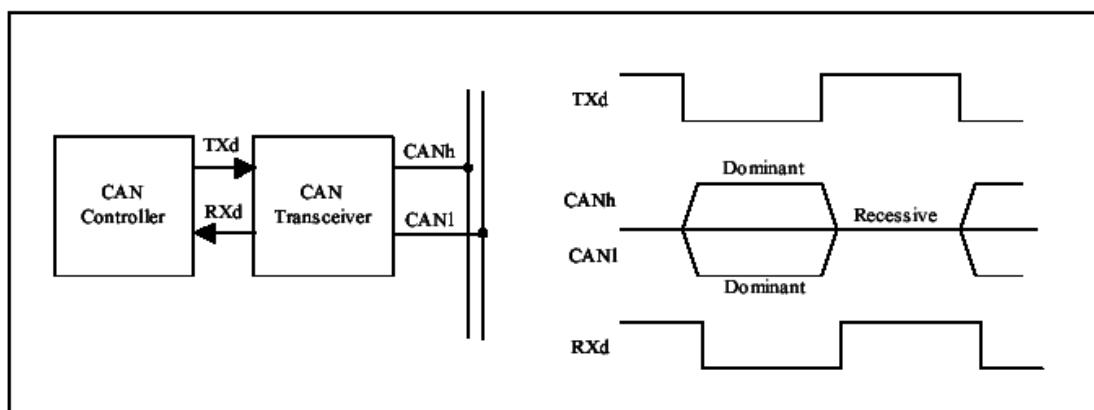 CAN
Controller
TXd
RXd
CAN
Transceiver
CANh
CANl
TXd
Dominant
CANh
Recessive
CANl
Dominant
RXd